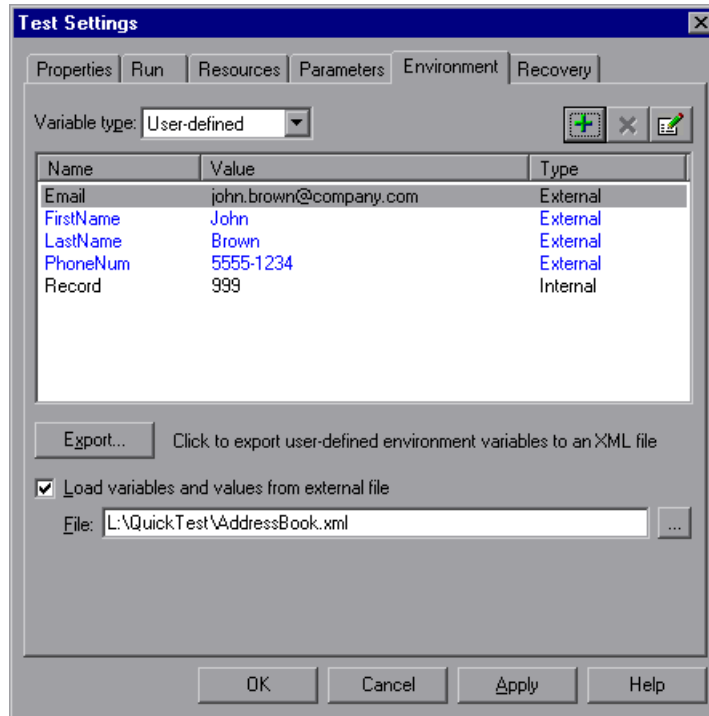 Test Settings
Properties Run Resources Parameters Environment Recovery
Variable type: User-defined
Name Value Type
Email john.brown@company.com External
FirstName John External
LastName Brown External
PhoneNum 5555-1234 External
Record 999 Internal
Export... Click to export user-defined environment variables to an XML file
Load variables and values from external file
File: L:\QuickTest\AddressBook.xml ...
OK Cancel Apply Help